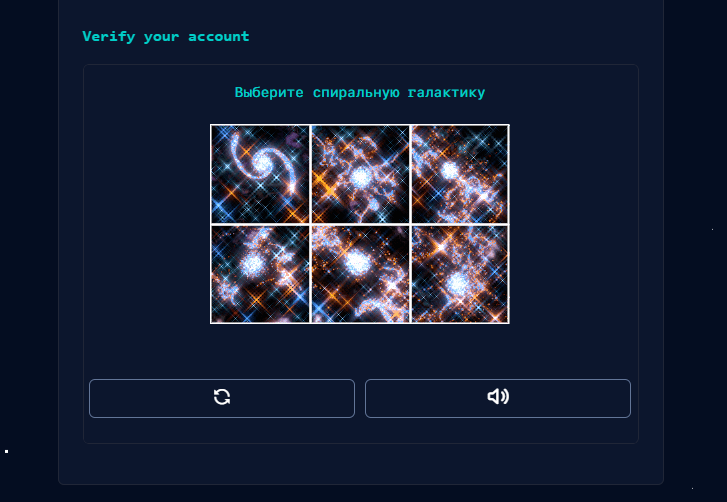 Verify your account
Выберите спиральную галактику